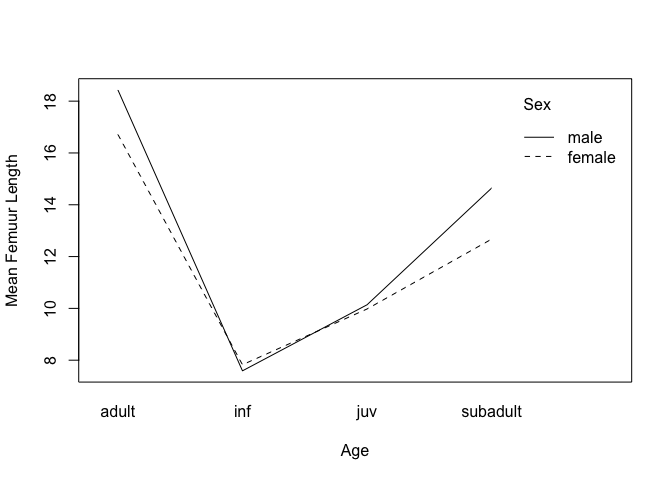 Sex
male
female
Mean Femuur Length
18
16
14
12
10
8
adult inf juv subadult
Age